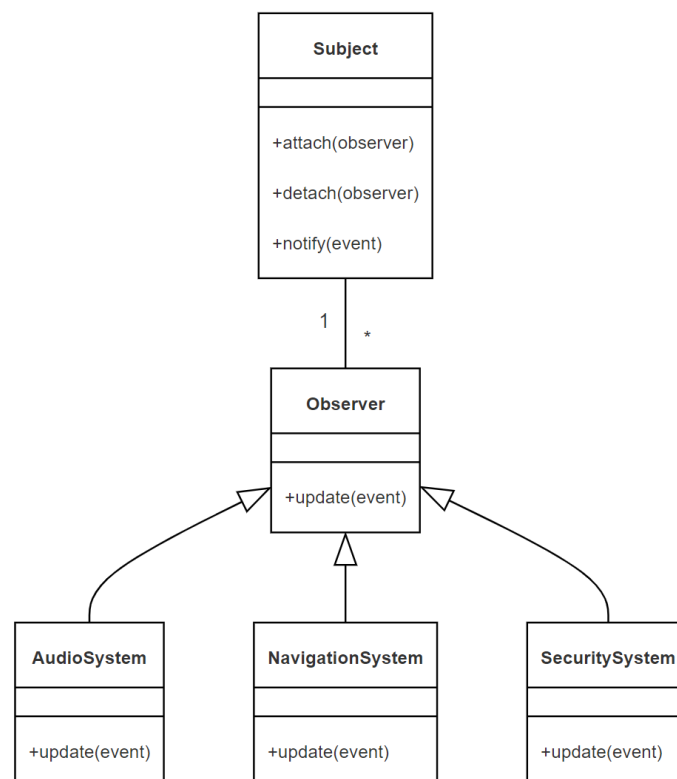 Subject
+attach(observer)
+detach(observer)
+notify(event)
1
*
Observer
+update(event)
AudioSystem
NavigationSystem
SecuritySystem
+update(event)
+update(event)
+update(event)